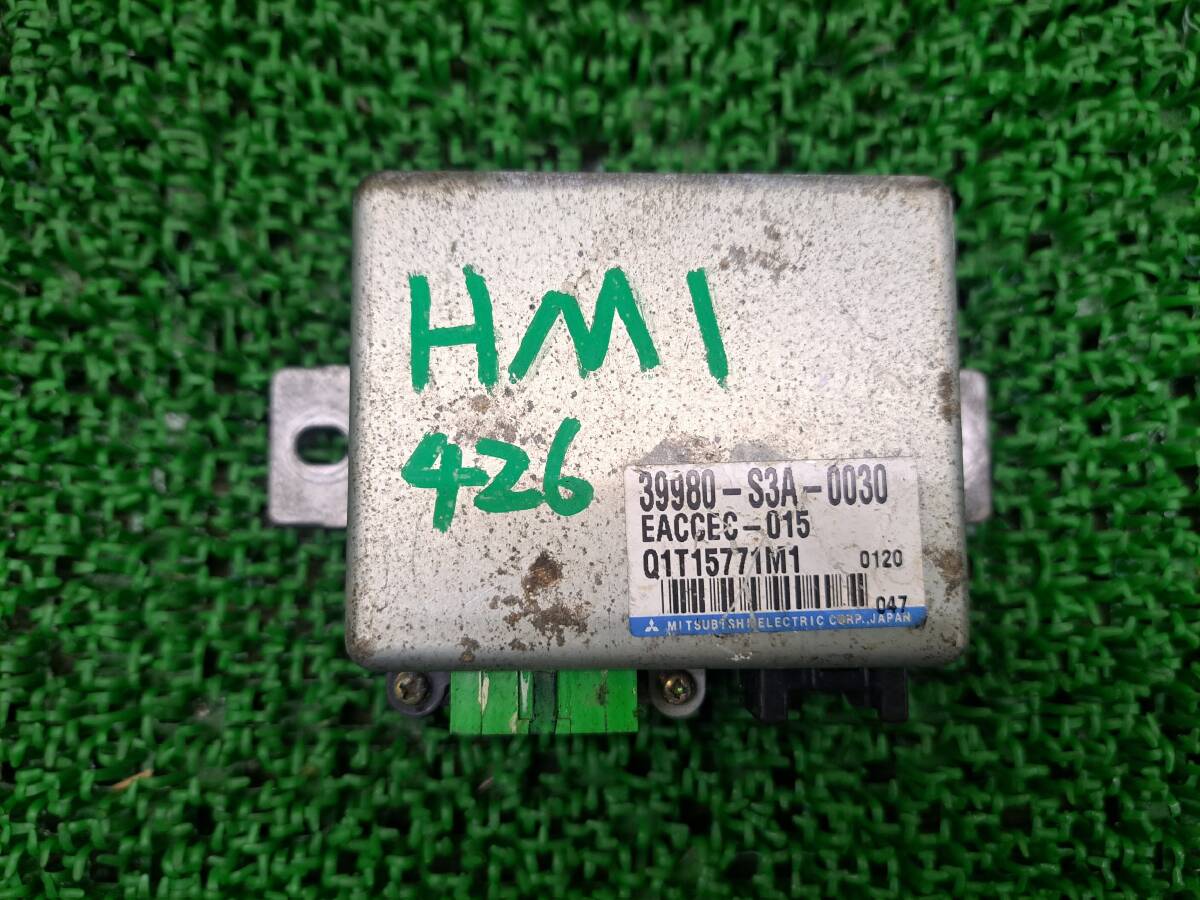 HM1
426
39980-S3A-0030
EACCEC-015
Q1T15771M1 0120
047
MITSUBISHI ELECTRIC CORP., JAPAN